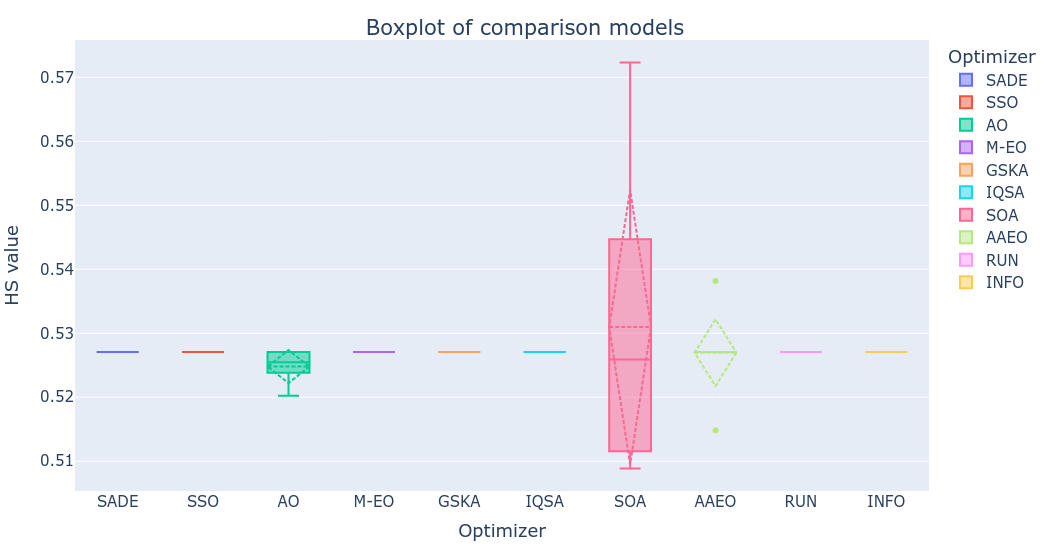 Boxplot of comparison models
HS value
0.57
0.56
0.55
0.54
0.53
0.52
0.51
SADE SSO AO M-EO GSKA IQSA SOA AAEO RUN INFO
Optimizer
Optimizer
SADE
SSO
AO
M-EO
GSKA
IQSA
SOA
AAEO
RUN
INFO